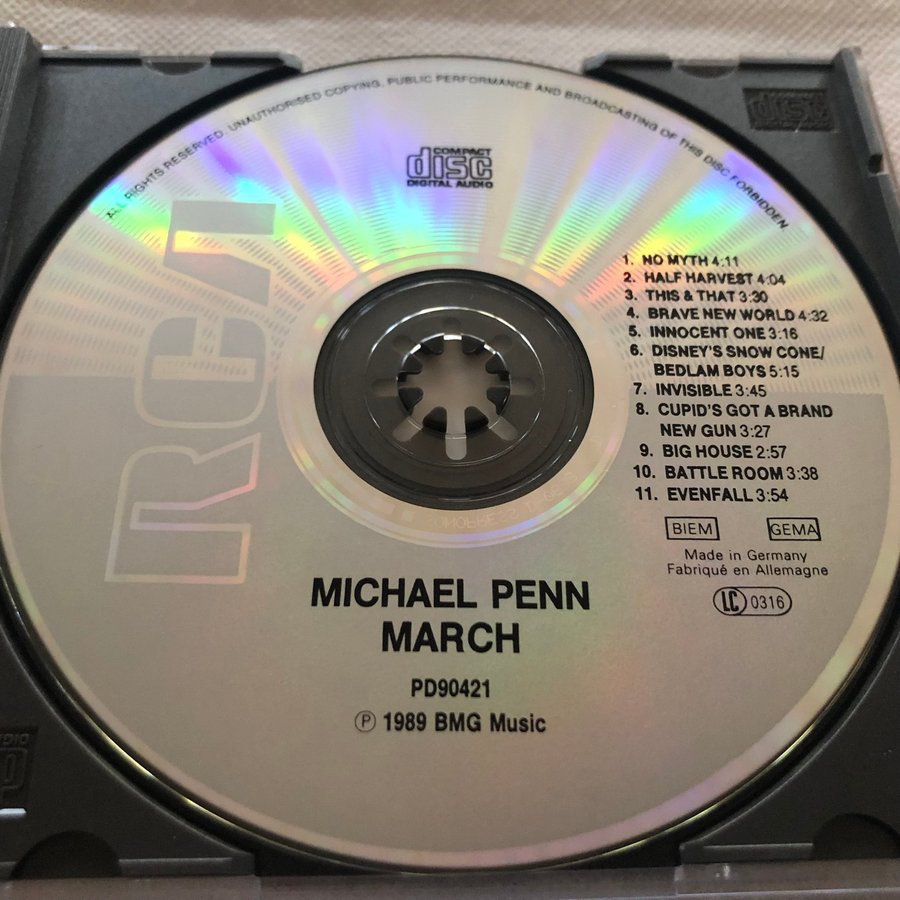 ALL RIGHTS RESERVED. UNAUTHORISED COPYING, PUBLIC PERFORMANCE AND BROADCASTING OF THIS DISC FORBIDDEN
COMPACT
disc
DIGITAL AUDIO
disc
RCA
1. NO MYTH 4:11
2. HALF HARVEST 4:04
3. THIS & THAT 3:30
4. BRAVE NEW WORLD 4:32
5. INNOCENT ONE 3:16
6. DISNEY'S SNOW CONE/
BEDLAM BOYS 5:15
7. INVISIBLE 3:45
8. CUPID'S GOT A BRAND
NEW GUN 3:27
9. BIG HOUSE 2:57
10. BATTLE ROOM 3:38
11. EVENFALL 3:54
BIEM GEMA
Made in Germany
Fabriqué en Allemagne
LC 0316
MICHAEL PENN
MARCH
PD90421
Ⓟ 1989 BMG Music